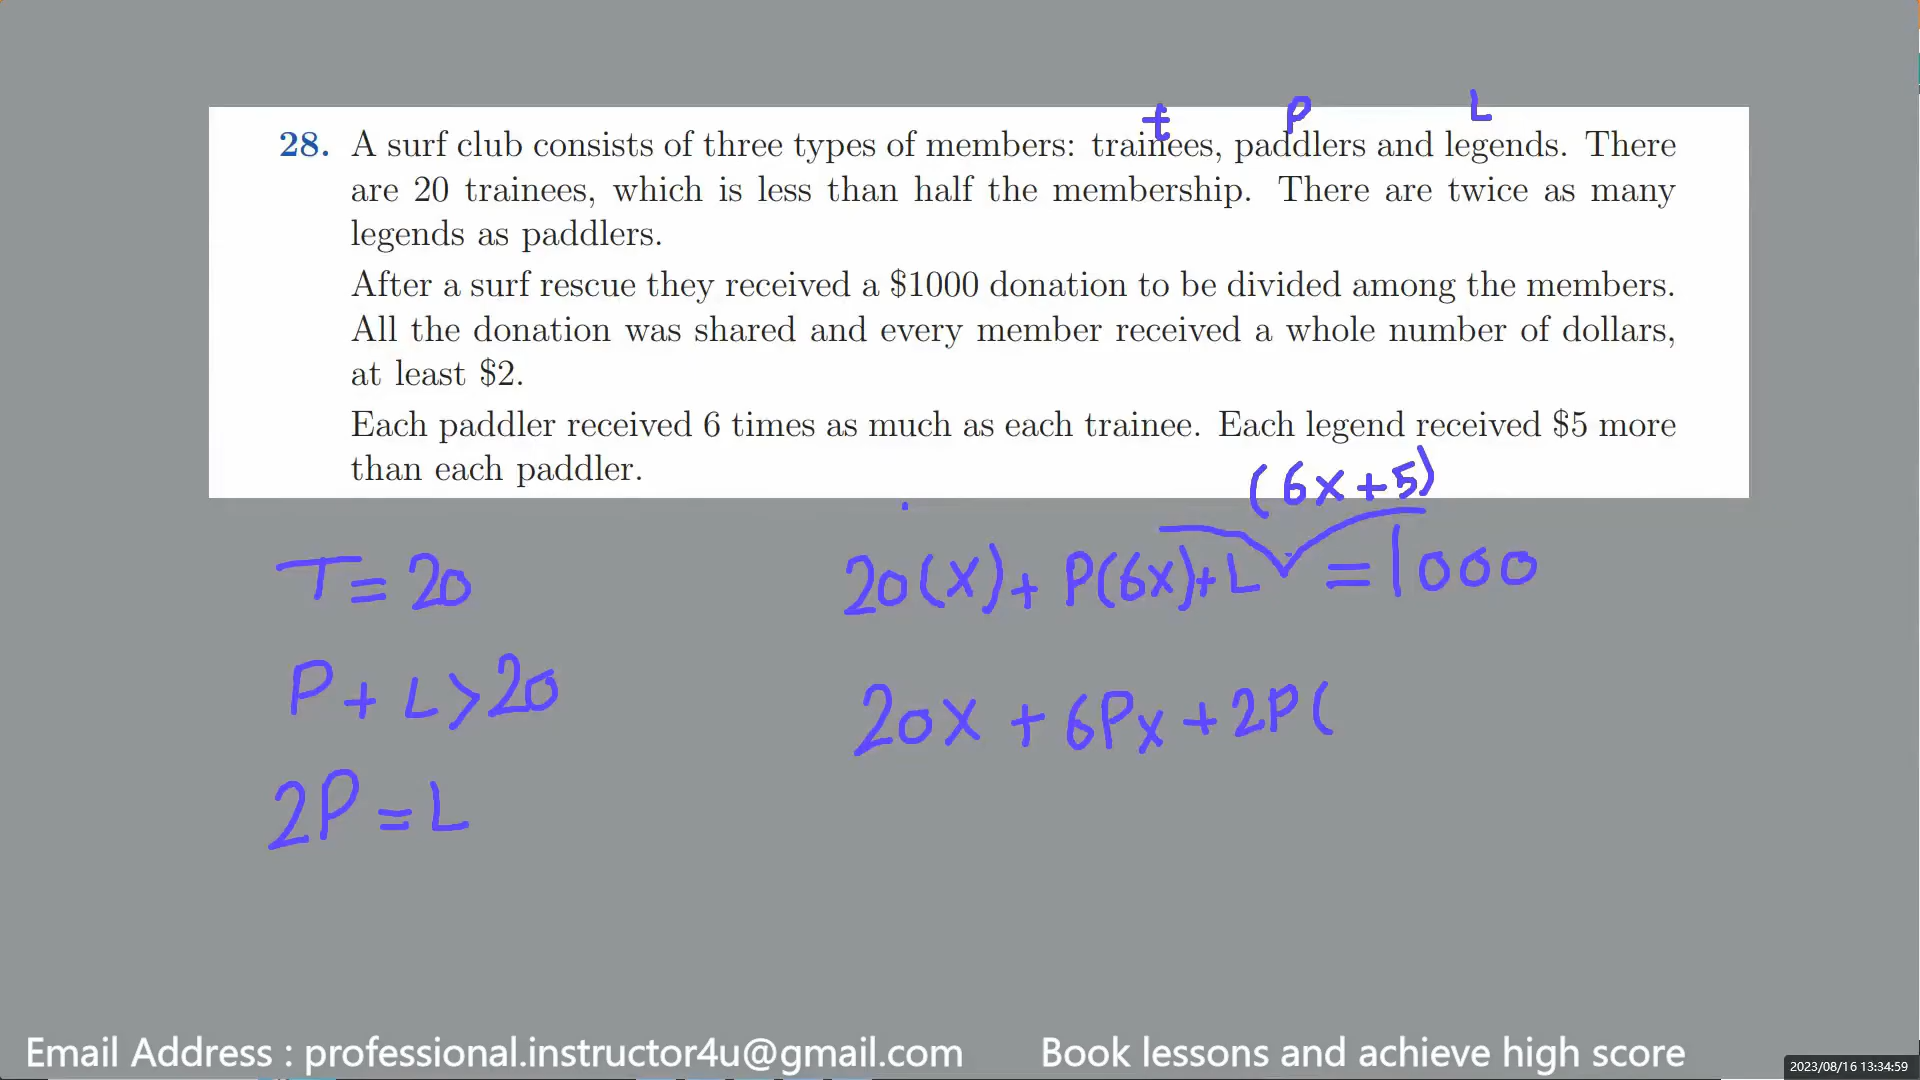 t P L
28. A surf club consists of three types of members: trainees, paddlers and legends. There
are 20 trainees, which is less than half the membership. There are twice as many
legends as paddlers.
After a surf rescue they received a $1000 donation to be divided among the members.
All the donation was shared and every member received a whole number of dollars,
at least $2.
Each paddler received 6 times as much as each trainee. Each legend received $5 more
than each paddler.
(6x+5)
T=20
20(x)+P(6x)+L =1000
P+L>20
20x+6Px+2P(
2P=L
Email Address : professional.instructor4u@gmail.com Book lessons and achieve high score
2023/08/16 13:34:59